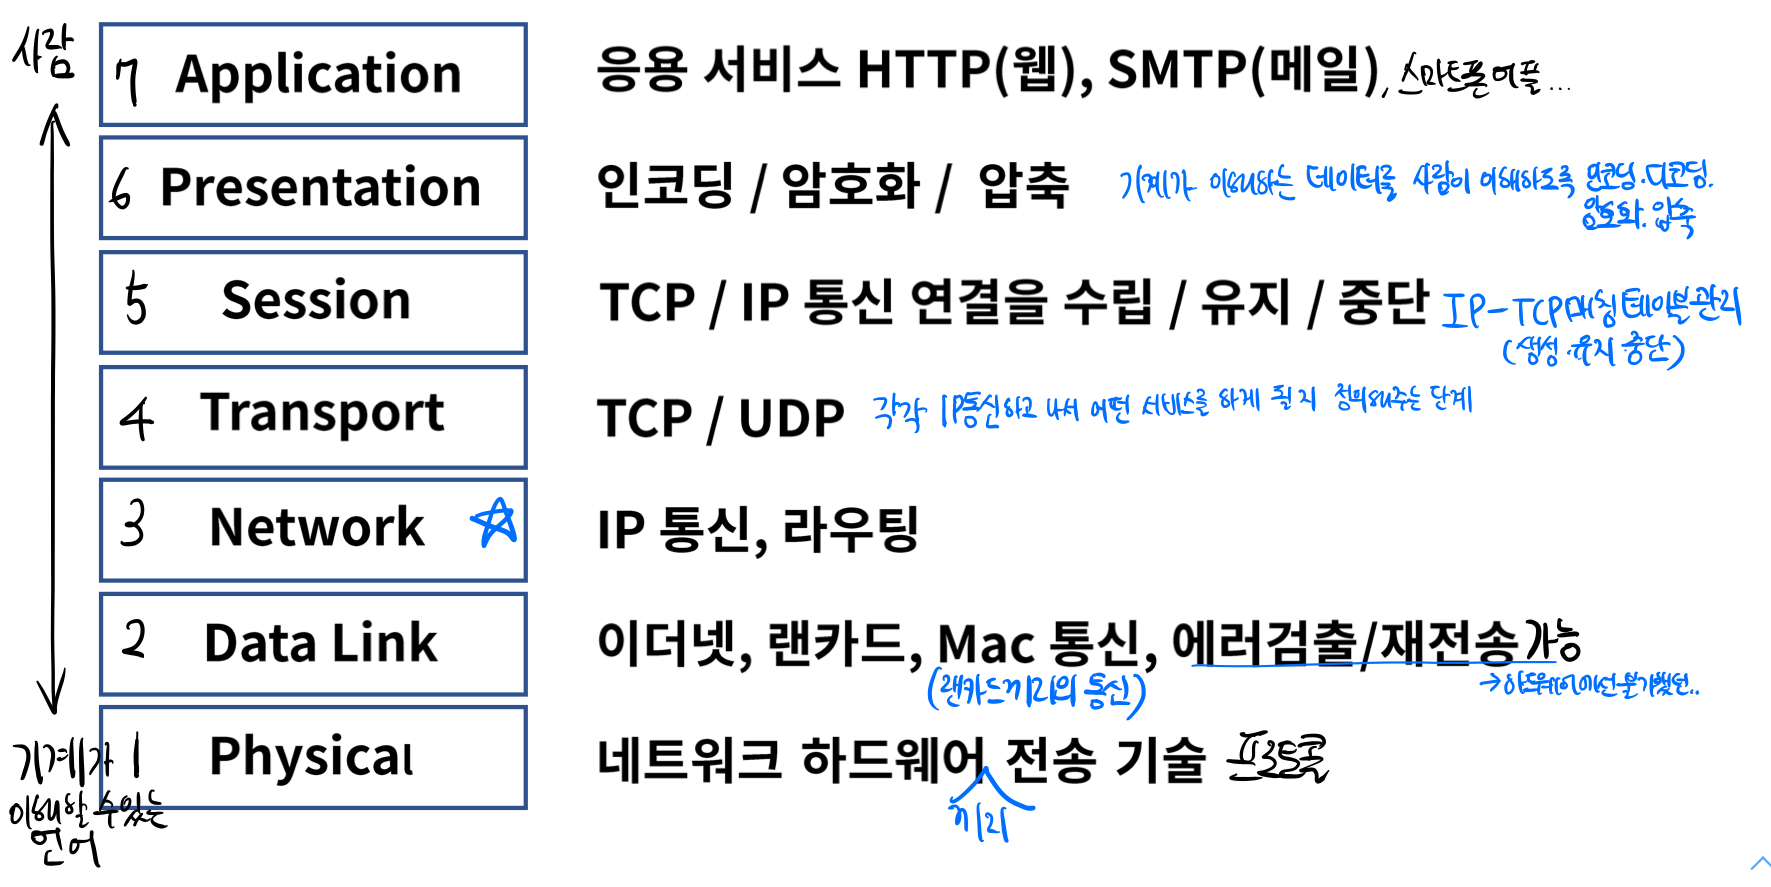 사람
7 Application 응용 서비스 HTTP(웹), SMTP(메일), 스마트폰 어플...
6 Presentation 인코딩 / 암호화 / 압축 기계가 이해하는 데이터를 사람이 이해하도록 인코딩.디코딩.
암호화.압축
5 Session TCP / IP 통신 연결을 수립 / 유지 / 중단 IP-TCP매칭테이블관리
(생성.유지 중단)
4 Transport TCP / UDP 각각 IP통신하고 나서 어떤 서비스를 하게 될지 정의해주는 단계
3 Network ☆ IP 통신, 라우팅
2 Data Link 이더넷, 랜카드, Mac 통신, 에러검출/재전송가능
(랜카드끼리의 통신) →하드웨어에선
1 Physical 네트워크 하드웨어 전송 기술 프로토콜
끼리
기계가
이해할 수있는
언어